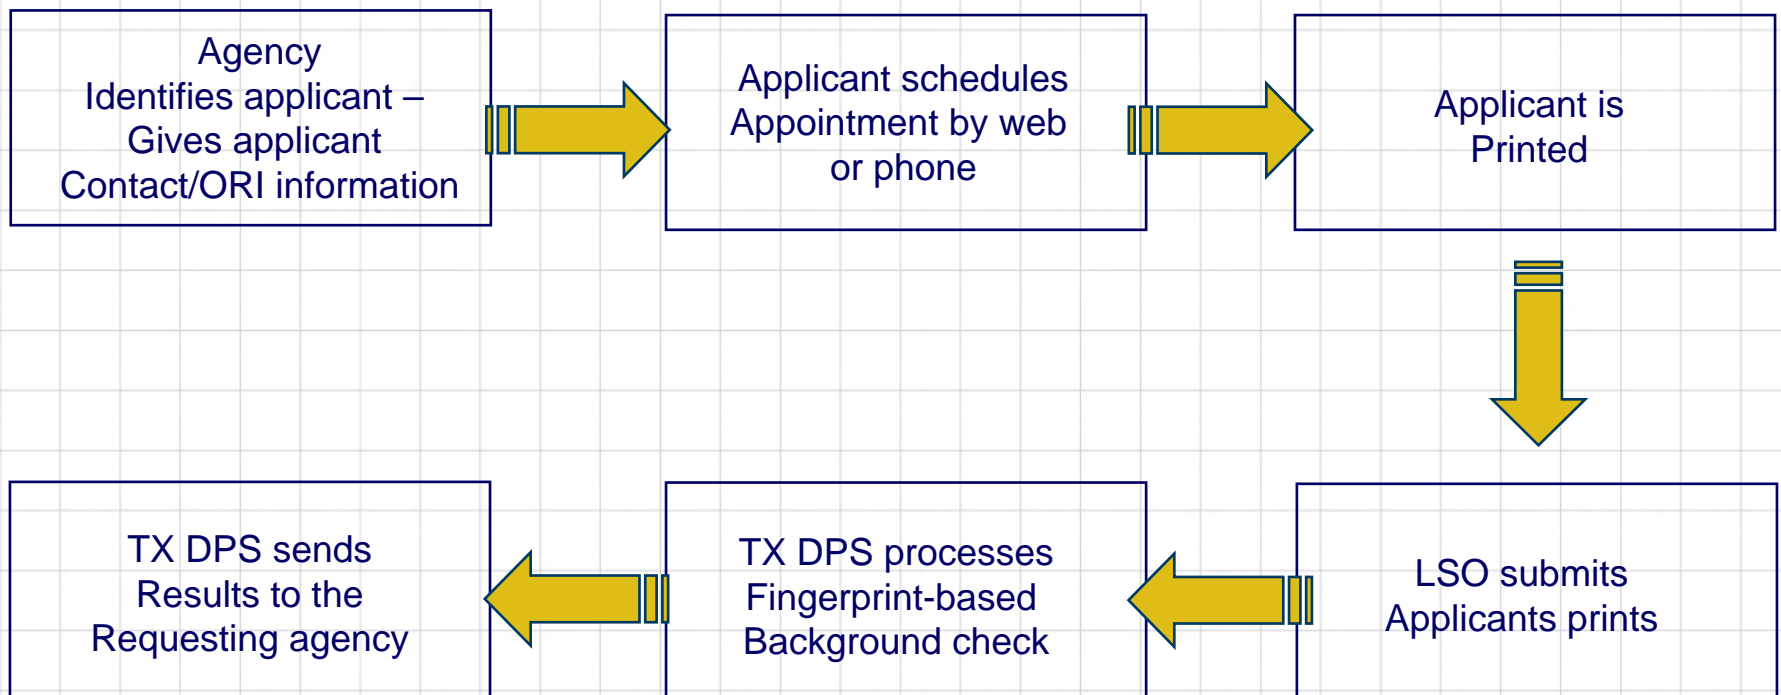 Agency
Identifies applicant –
Gives applicant
Contact/ORI information
Applicant schedules
Appointment by web
or phone
Applicant is
Printed
LSO submits
Applicants prints
TX DPS processes
Fingerprint-based
Background check
TX DPS sends
Results to the
Requesting agency